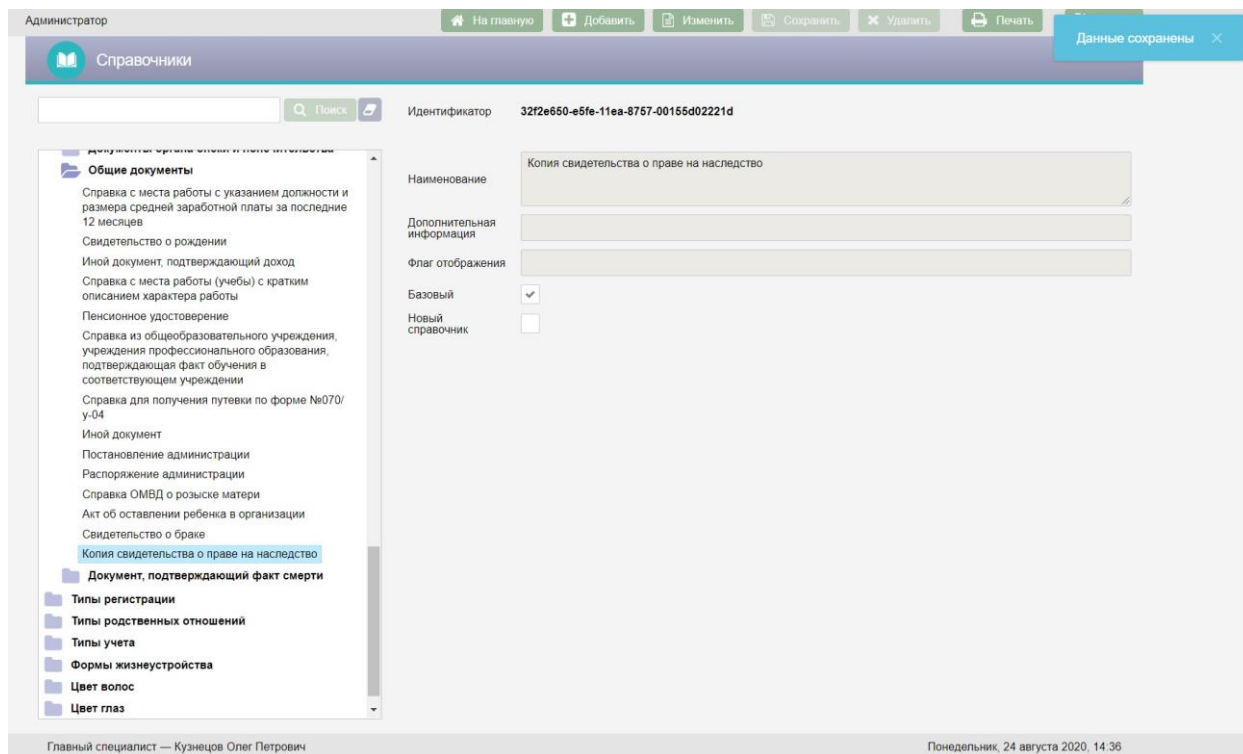 Администратор
На главную
Добавить
Изменить
Сохранить
Удалить
Печать
Данные сохранены
Справочники
Поиск
Идентификатор
32f2e650-e5fe-11ea-8757-00155d02221d
Общие документы
Справка с места работы с указанием должности и
размера средней заработной платы за последние
12 месяцев
Свидетельство о рождении
Иной документ, подтверждающий доход
Справка с места работы (учебы) с кратким
описанием характера работы
Пенсионное удостоверение
Справка из общеобразовательного учреждения,
учреждения профессионального образования,
подтверждающая факт обучения в
соответствующем учреждении
Справка для получения путевки по форме №070/
у-04
Иной документ
Постановление администрации
Распоряжение администрации
Справка ОМВД о розыске матери
Акт об оставлении ребенка в организации
Свидетельство о браке
Копия свидетельства о праве на наследство
Документ, подтверждающий факт смерти
Типы регистрации
Типы родственных отношений
Типы учета
Формы жизнеустройства
Цвет волос
Цвет глаз
Наименование
Копия свидетельства о праве на наследство
Дополнительная
информация
Флаг отображения
Базовый
Новый
справочник
Главный специалист — Кузнецов Олег Петрович
Понедельник, 24 августа 2020, 14:36